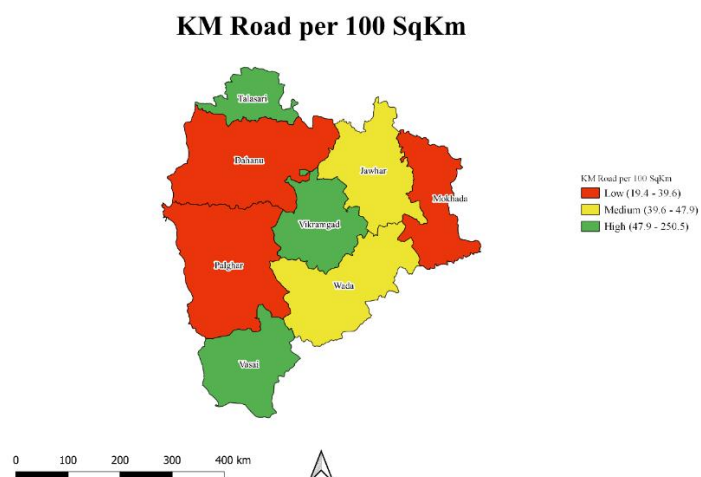 KM Road per 100 SqKm
Talasari
Dahanu
Jawhar
Mokhada
Vikramgad
Palghar
Wada
Vasai
KM Road per 100 SqKm
Low (19.4 - 39.6)
Medium (39.6 - 47.9)
High (47.9 - 250.5)
0 100 200 300 400 km